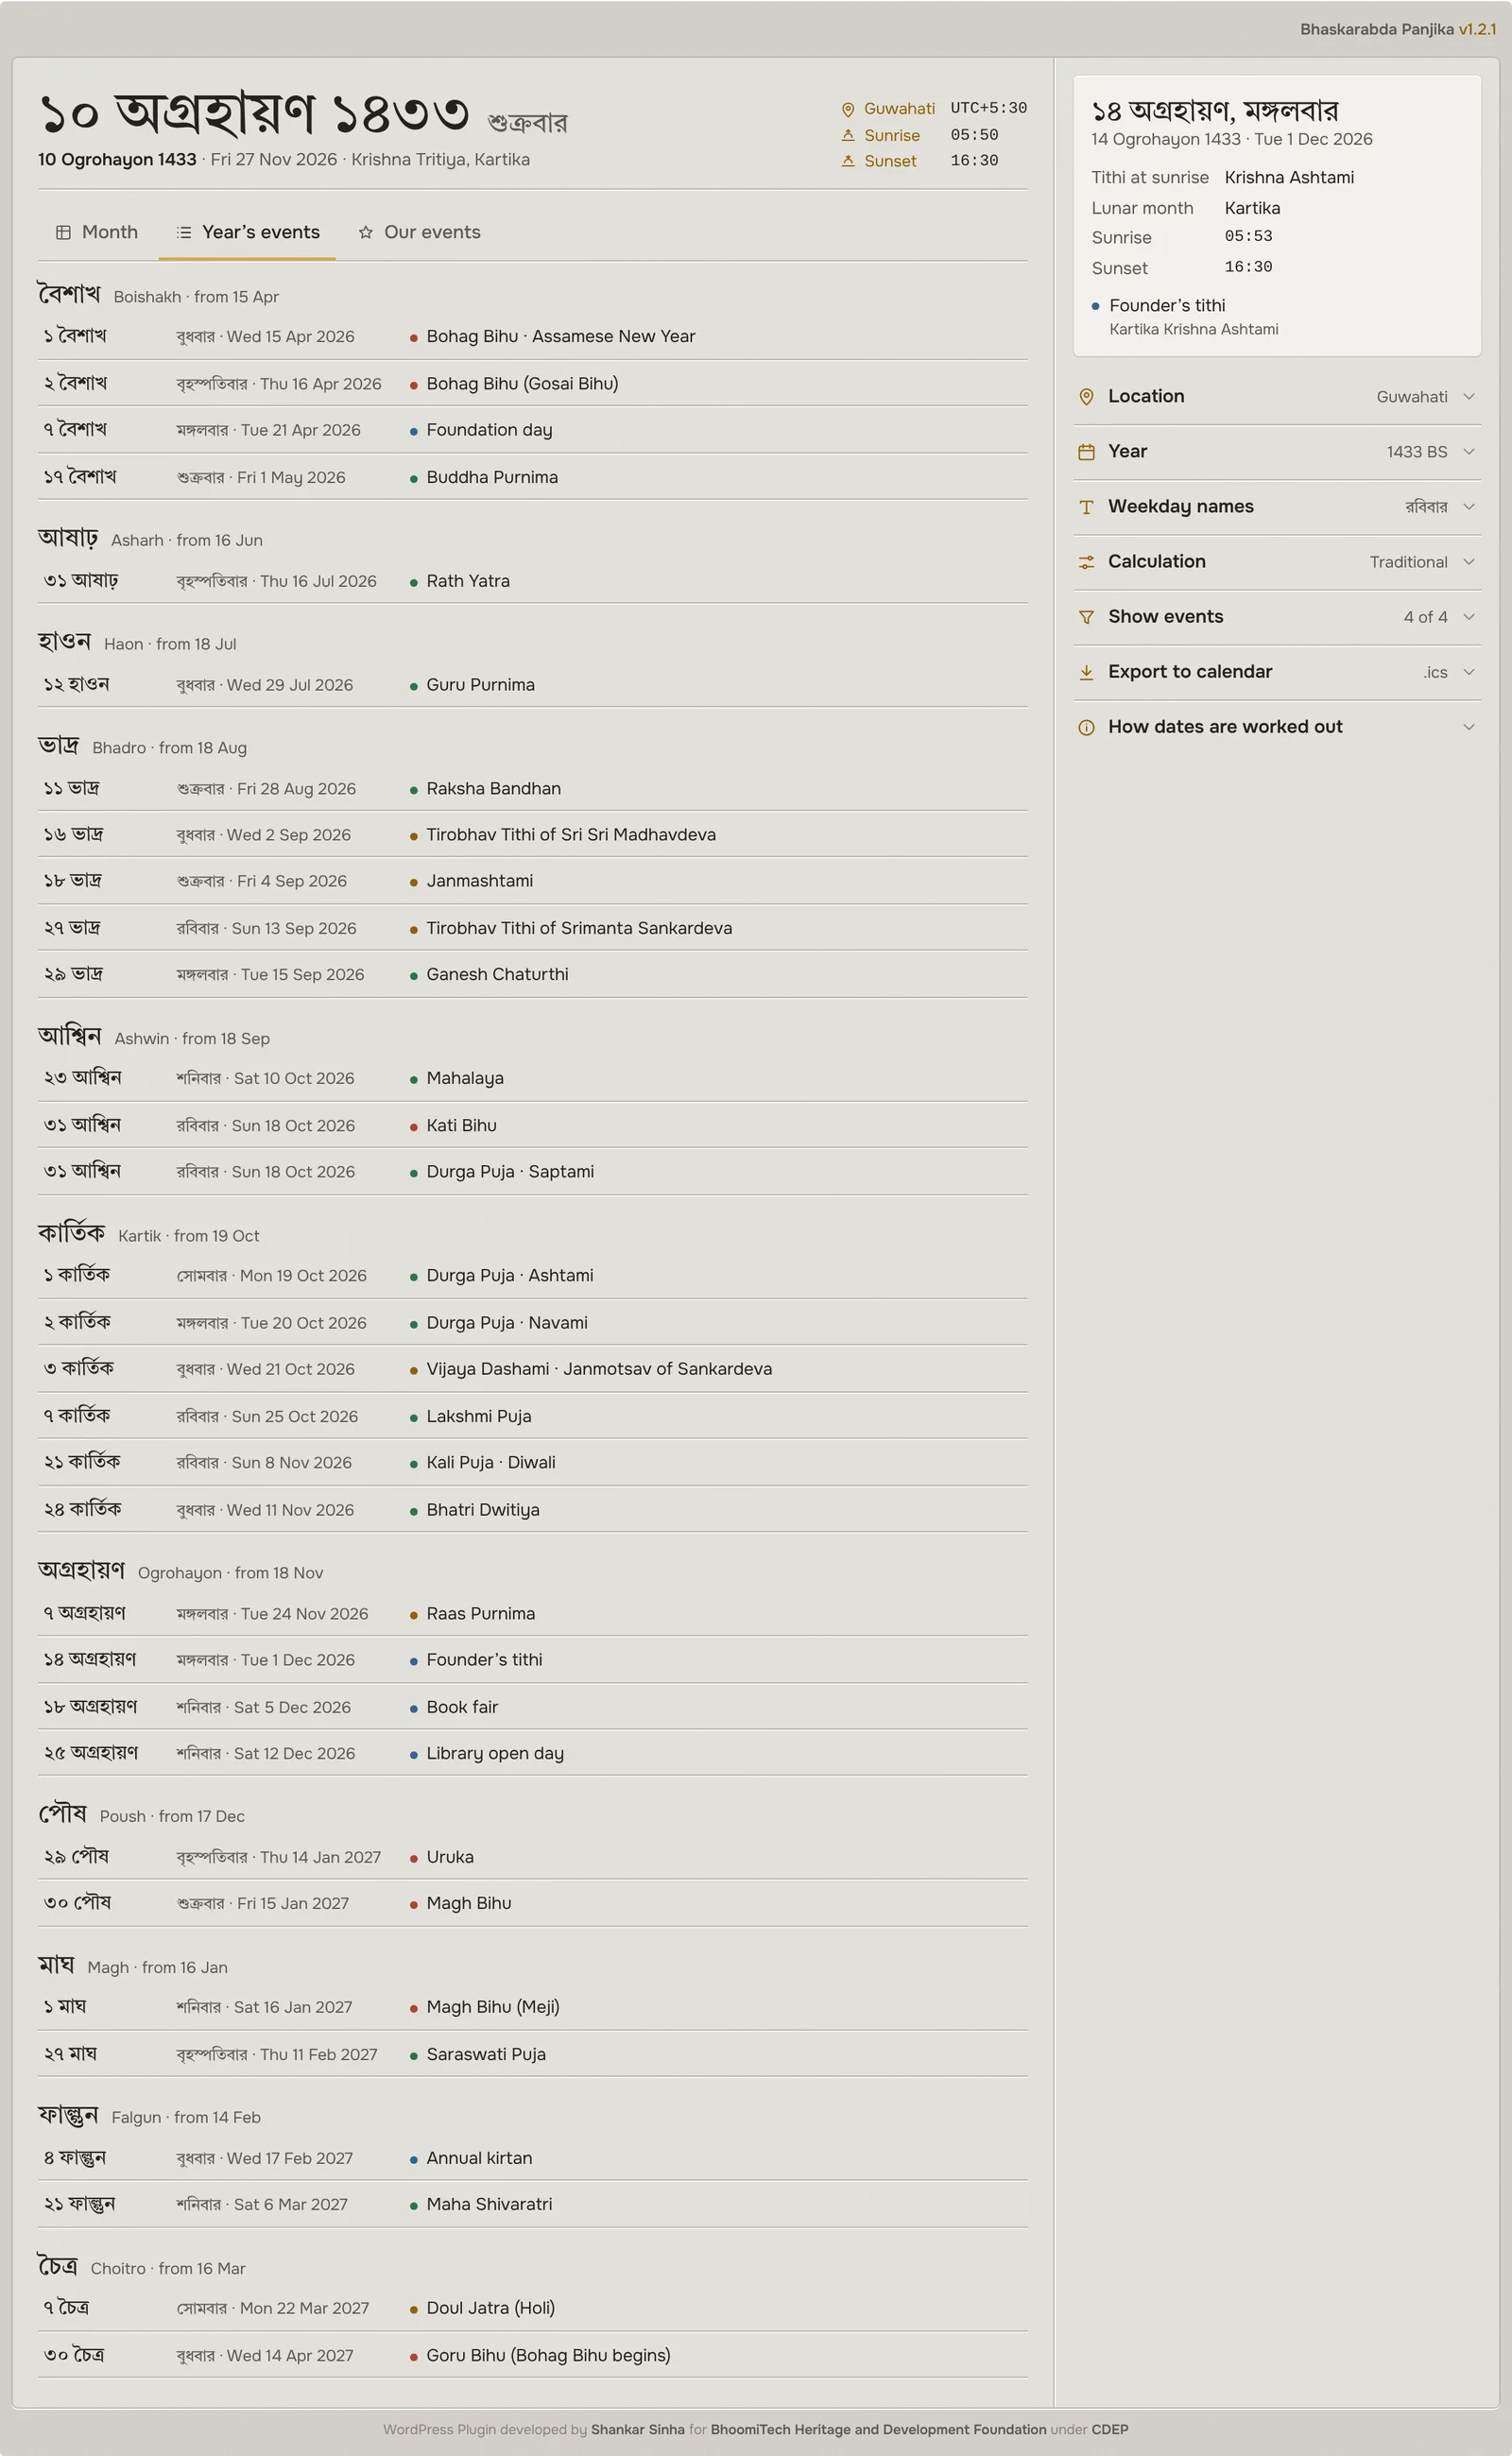 Bhaskarabda Panjika v1.2.1
১০ অগ্ৰহায়ণ ১৪৩৩ শুক্ৰবাৰ
10 Ogrohayon 1433 · Fri 27 Nov 2026 · Krishna Tritiya, Kartika
Guwahati UTC+5:30
Sunrise 05:50
Sunset 16:30
Month
Year’s events
Our events
বৈশাখ Boishakh · from 15 Apr
১ বৈশাখ বুধবাৰ · Wed 15 Apr 2026 Bohag Bihu · Assamese New Year
২ বৈশাখ বৃহস্পতিবাৰ · Thu 16 Apr 2026 Bohag Bihu (Gosai Bihu)
৭ বৈশাখ মঙ্গলবাৰ · Tue 21 Apr 2026 Foundation day
১৭ বৈশাখ শুক্ৰবাৰ · Fri 1 May 2026 Buddha Purnima
আষাঢ় Asharh · from 16 Jun
৩১ আষাঢ় বৃহস্পতিবাৰ · Thu 16 Jul 2026 Rath Yatra
হাওন Haon · from 18 Jul
১২ হাওন বুধবাৰ · Wed 29 Jul 2026 Guru Purnima
ভাদ্ৰ Bhadro · from 18 Aug
১১ ভাদ্ৰ শুক্ৰবাৰ · Fri 28 Aug 2026 Raksha Bandhan
১৬ ভাদ্ৰ বুধবাৰ · Wed 2 Sep 2026 Tirobhav Tithi of Sri Sri Madhavdeva
১৮ ভাদ্ৰ শুক্ৰবাৰ · Fri 4 Sep 2026 Janmashtami
২৭ ভাদ্ৰ ৰবিবাৰ · Sun 13 Sep 2026 Tirobhav Tithi of Srimanta Sankardeva
২৯ ভাদ্ৰ মঙ্গলবাৰ · Tue 15 Sep 2026 Ganesh Chaturthi
আশ্বিন Ashwin · from 18 Sep
২৩ আশ্বিন শনিবাৰ · Sat 10 Oct 2026 Mahalaya
৩১ আশ্বিন ৰবিবাৰ · Sun 18 Oct 2026 Kati Bihu
৩১ আশ্বিন ৰবিবাৰ · Sun 18 Oct 2026 Durga Puja · Saptami
কাৰ্তিক Kartik · from 19 Oct
১ কাৰ্তিক সোমবাৰ · Mon 19 Oct 2026 Durga Puja · Ashtami
২ কাৰ্তিক মঙ্গলবাৰ · Tue 20 Oct 2026 Durga Puja · Navami
৩ কাৰ্তিক বুধবাৰ · Wed 21 Oct 2026 Vijaya Dashami · Janmotsav of Sankardeva
৭ কাৰ্তিক ৰবিবাৰ · Sun 25 Oct 2026 Lakshmi Puja
২১ কাৰ্তিক ৰবিবাৰ · Sun 8 Nov 2026 Kali Puja · Diwali
২৪ কাৰ্তিক বুধবাৰ · Wed 11 Nov 2026 Bhatri Dwitiya
অগ্ৰহায়ণ Ogrohayon · from 18 Nov
৭ অগ্ৰহায়ণ মঙ্গলবাৰ · Tue 24 Nov 2026 Raas Purnima
১৪ অগ্ৰহায়ণ মঙ্গলবাৰ · Tue 1 Dec 2026 Founder’s tithi
১৮ অগ্ৰহায়ণ শনিবাৰ · Sat 5 Dec 2026 Book fair
২৫ অগ্ৰহায়ণ শনিবাৰ · Sat 12 Dec 2026 Library open day
পৌষ Poush · from 17 Dec
২৯ পৌষ বৃহস্পতিবাৰ · Thu 14 Jan 2027 Uruka
৩০ পৌষ শুক্ৰবাৰ · Fri 15 Jan 2027 Magh Bihu
মাঘ Magh · from 16 Jan
১ মাঘ শনিবাৰ · Sat 16 Jan 2027 Magh Bihu (Meji)
২৭ মাঘ বৃহস্পতিবাৰ · Thu 11 Feb 2027 Saraswati Puja
ফাল্গুন Falgun · from 14 Feb
৪ ফাল্গুন বুধবাৰ · Wed 17 Feb 2027 Annual kirtan
২১ ফাল্গুন শনিবাৰ · Sat 6 Mar 2027 Maha Shivaratri
চৈত্ৰ Choitro · from 16 Mar
৭ চৈত্ৰ সোমবাৰ · Mon 22 Mar 2027 Doul Jatra (Holi)
৩০ চৈত্ৰ বুধবাৰ · Wed 14 Apr 2027 Goru Bihu (Bohag Bihu begins)
১৪ অগ্ৰহায়ণ, মঙ্গলবাৰ
14 Ogrohayon 1433 · Tue 1 Dec 2026
Tithi at sunrise Krishna Ashtami
Lunar month Kartika
Sunrise 05:53
Sunset 16:30
Founder’s tithi
Kartika Krishna Ashtami
Location Guwahati
Year 1433 BS
Weekday names ৰবিবাৰ
Calculation Traditional
Show events 4 of 4
Export to calendar .ics
How dates are worked out
WordPress Plugin developed by Shankar Sinha for BhoomiTech Heritage and Development Foundation under CDEP